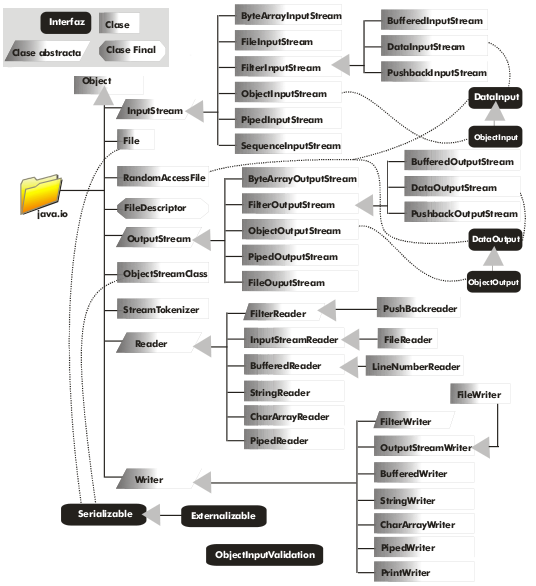 Interfaz
Clase
Clase abstracta
Clase Final
Object
ByteArrayInputStream
FileInputStream
FilterInputStream
ObjectInputStream
PipedInputStream
SequenceInputStream
BufferedInputStream
DataInputStream
PushbackInputStream
DataInput
ObjectInput
InputStream
File
RandomAccessFile
FileDescriptor
OutputStream
ObjectStreamClass
StreamTokenizer
Reader
Writer
java.io
ByteArrayOutputStream
FilterOutputStream
ObjectOutputStream
PipedOutputStream
FileOuputStream
BufferedOutputStream
DataOutputStream
PushbackOutputStream
DataOutput
ObjectOutput
FilterReader
InputStreamReader
BufferedReader
StringReader
CharArrayReader
PipedReader
PushBackreader
FileReader
LineNumberReader
FileWriter
FilterWriter
OutputStreamWriter
BufferedWriter
StringWriter
CharArrayWriter
PipedWriter
PrintWriter
Serializable
Externalizable
ObjectInputValidation